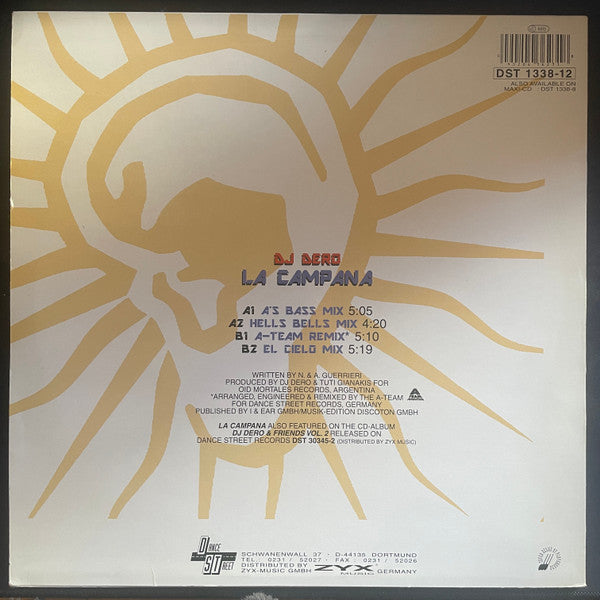 DST 1338-12
ALSO AVAILABLE ON
MAXI-CD : DST 1338-8
DJ DERO
LA CAMPANA
A1 A'S BASS MIX 5:05
A2 HELLS BELLS MIX 4:20
B1 A-TEAM REMIX* 5:10
B2 EL CIELO MIX 5:19
WRITTEN BY N. & A. GUERRIERI
PRODUCED BY DJ DERO & TUTI GIANAKIS FOR
OID MORTALES RECORDS, ARGENTINA
*ARRANGED, ENGINEERED & REMIXED BY THE A-TEAM
FOR DANCE STREET RECORDS, GERMANY
PUBLISHED BY I & EAR GMBH/MUSIK-EDITION DISCOTON GMBH
LA CAMPANA ALSO FEATURED ON THE CD-ALBUM
DJ DERO & FRIENDS VOL. 2 RELEASED ON
DANCE STREET RECORDS DST 30345-2 (DISTRIBUTED BY ZYX-MUSIC)
DANCE
STREET
SCHWANENWALL 37 · D-44135 DORTMUND
TEL. 0231 / 52027 · FAX : 0231 / 52026
DISTRIBUTED BY
ZYX-MUSIC GMBH
ZYX
MUSIC
GERMANY